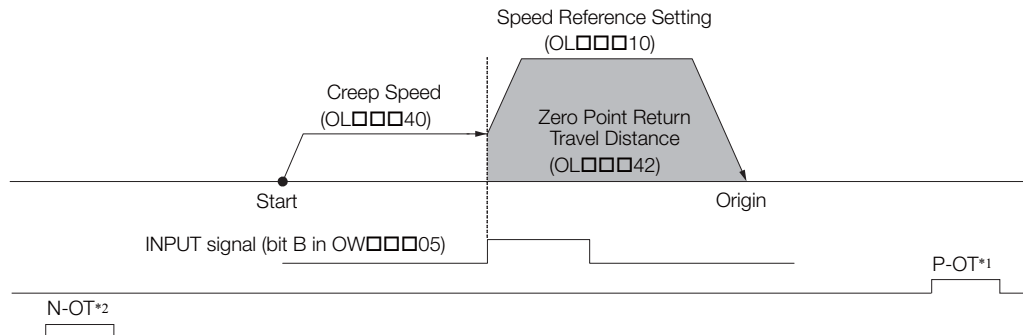 Speed Reference Setting
(OL□□□10)
Creep Speed
(OL□□□40)
Zero Point Return
Travel Distance
(OL□□□42)
Start
Origin
INPUT signal (bit B in OW□□□05)
P-OT*1
N-OT*2